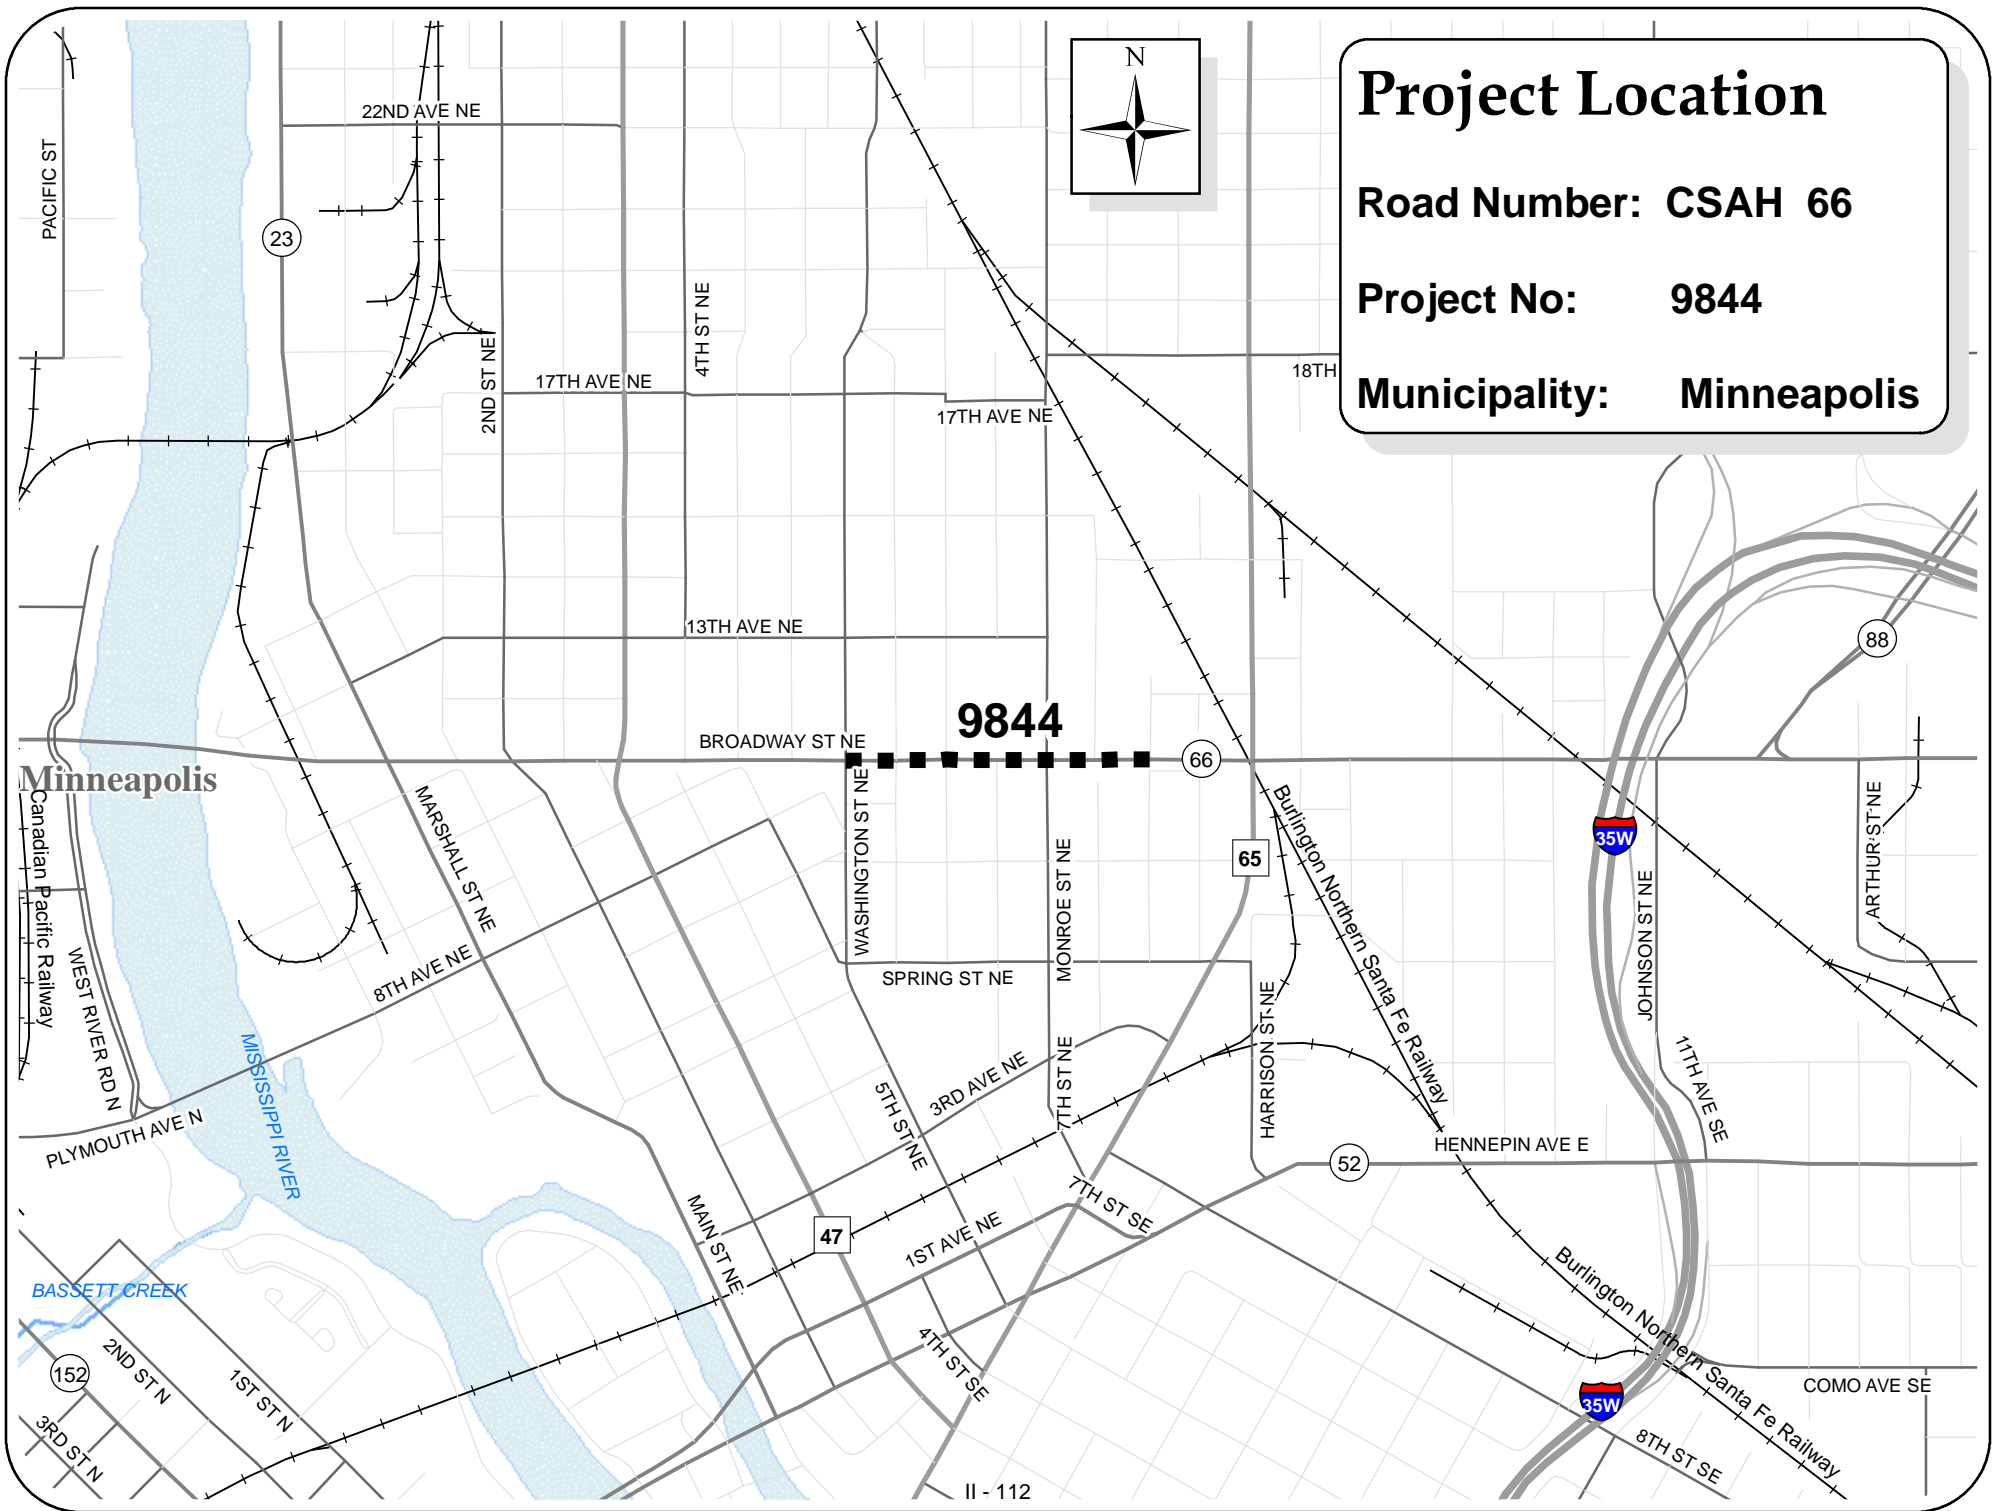 N
Project Location
Road Number: CSAH 66
Project No: 9844
Municipality: Minneapolis
22ND AVE NE
PACIFIC ST
23
4TH ST NE
2ND ST NE
17TH AVE NE
17TH AVE NE
18TH
13TH AVE NE
88
9844
BROADWAY ST NE
66
Minneapolis
Canadian Pacific Railway
MARSHALL ST NE
WASHINGTON ST NE
MONROE ST NE
65
Burlington Northern Santa Fe Railway
35W
JOHNSON ST NE
ARTHUR ST NE
8TH AVE NE
WEST RIVER RD N
SPRING ST NE
HARRISON ST NE
MISSISSIPPI RIVER
5TH ST NE
3RD AVE NE
7TH ST NE
11TH AVE SE
PLYMOUTH AVE N
HENNEPIN AVE E
52
7TH ST SE
MAIN ST NE
47
1ST AVE NE
BASSETT CREEK
Burlington Northern Santa Fe Railway
152
2ND ST N
1ST ST N
3RD ST N
4TH ST SE
35W
COMO AVE SE
8TH ST SE
II - 112